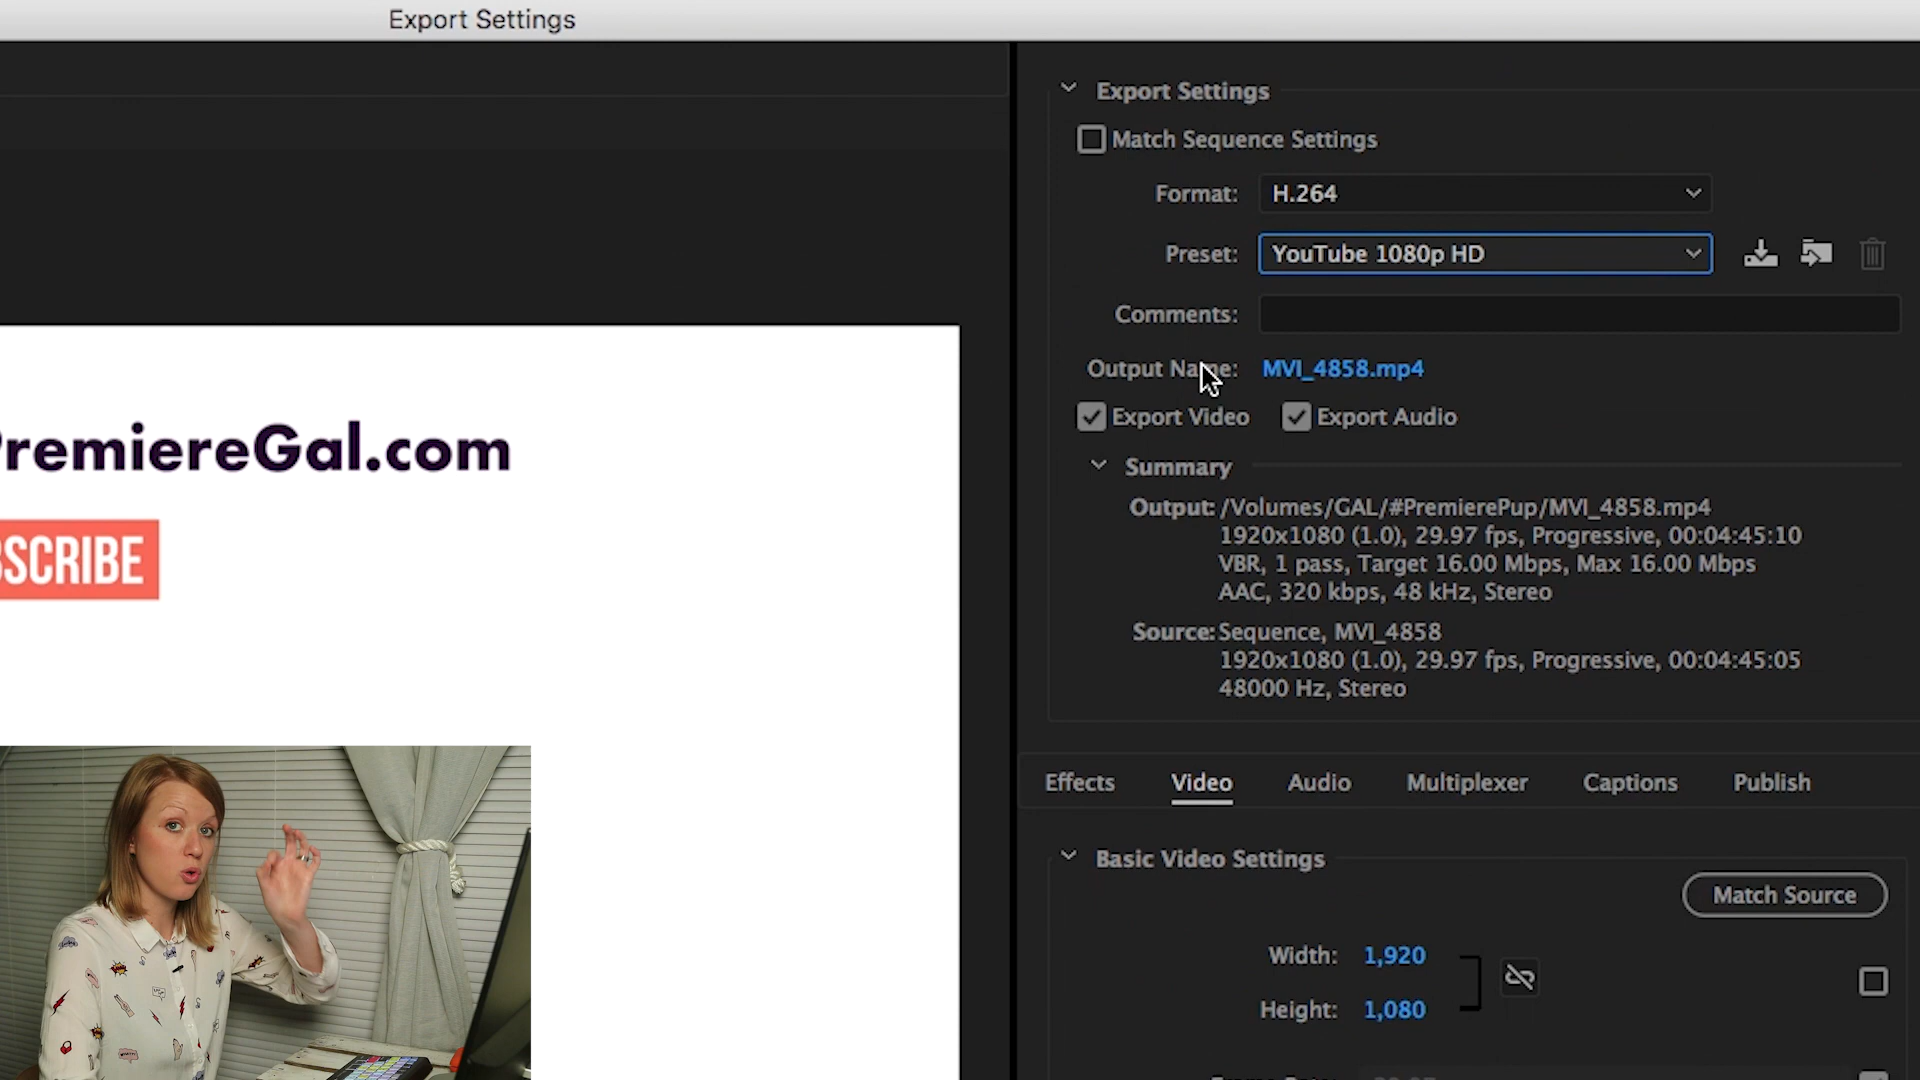 Export Settings
Export Settings
Match Sequence Settings
Format: H.264
Preset: YouTube 1080p HD
Comments:
Output Name: MVI_4858.mp4
Export Video Export Audio
Summary
Output: /Volumes/GAL/#PremierePup/MVI_4858.mp4
1920x1080 (1.0), 29.97 fps, Progressive, 00:04:45:10
VBR, 1 pass, Target 16.00 Mbps, Max 16.00 Mbps
AAC, 320 kbps, 48 kHz, Stereo
Source: Sequence, MVI_4858
1920x1080 (1.0), 29.97 fps, Progressive, 00:04:45:05
48000 Hz, Stereo
Effects Video Audio Multiplexer Captions Publish
Basic Video Settings
Match Source
Width: 1,920
Height: 1,080
PremiereGal.com
BSCRIBE